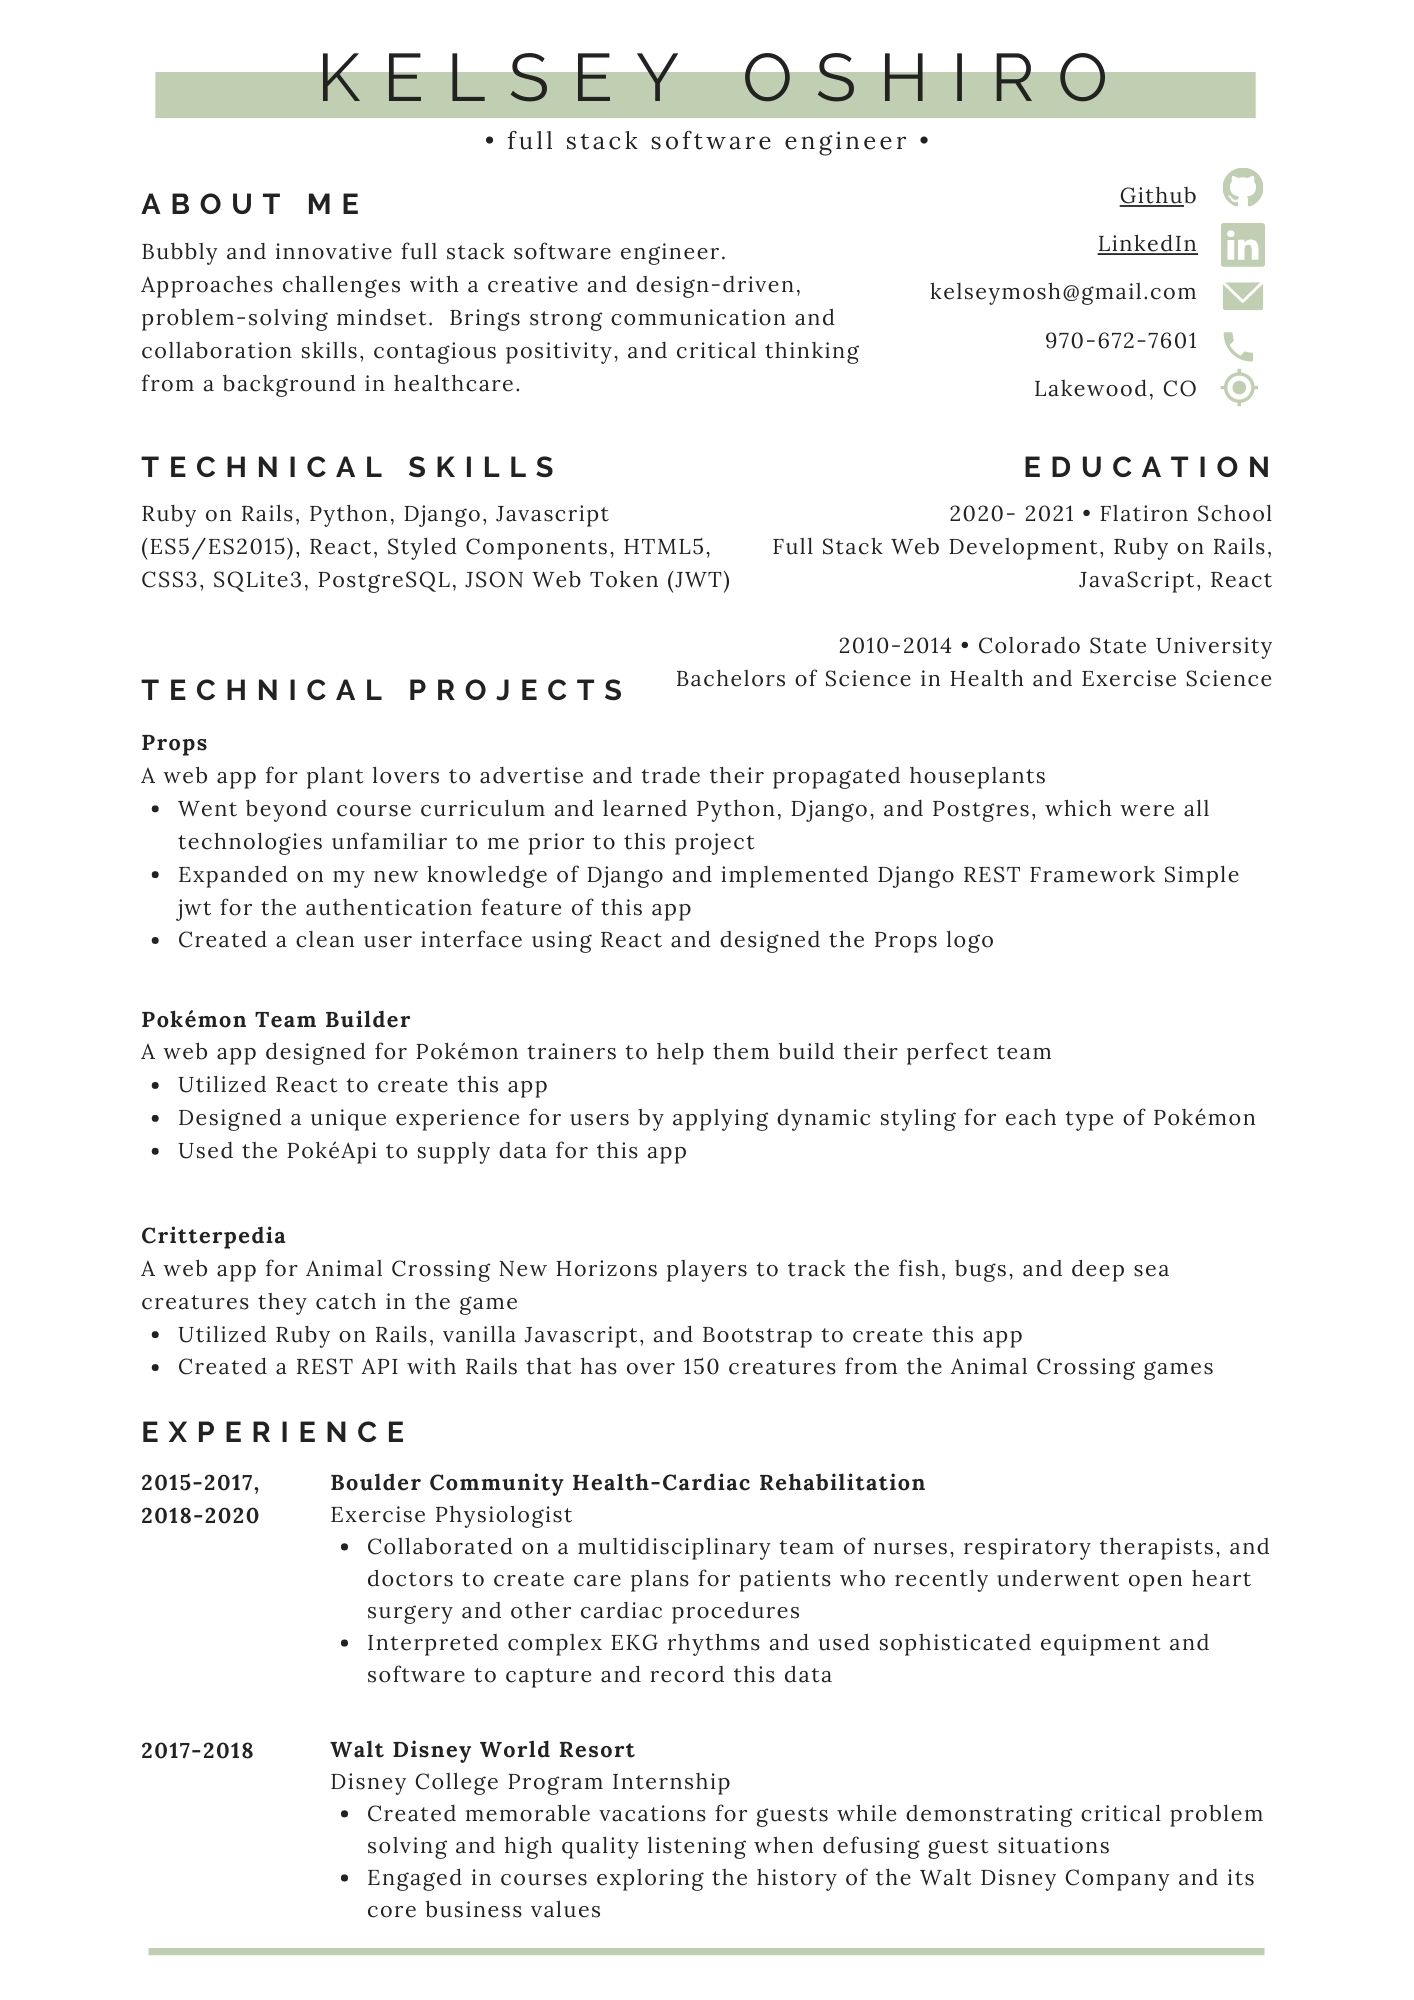 KELSEY OSHIRO
• full stack software engineer •
ABOUT ME
Bubbly and innovative full stack software engineer.
Approaches challenges with a creative and design-driven,
problem-solving mindset.  Brings strong communication and
collaboration skills, contagious positivity, and critical thinking
from a background in healthcare.
Github
LinkedIn
kelseymosh@gmail.com
970-672-7601
Lakewood, CO
TECHNICAL SKILLS
Ruby on Rails, Python, Django, Javascript
(ES5/ES2015), React, Styled Components, HTML5,
CSS3, SQLite3, PostgreSQL, JSON Web Token (JWT)
EDUCATION
2020- 2021 • Flatiron School
Full Stack Web Development, Ruby on Rails,
JavaScript, React
2010-2014 • Colorado State University
Bachelors of Science in Health and Exercise Science
TECHNICAL PROJECTS
Props
A web app for plant lovers to advertise and trade their propagated houseplants
• Went beyond course curriculum and learned Python, Django, and Postgres, which were all
technologies unfamiliar to me prior to this project
• Expanded on my new knowledge of Django and implemented Django REST Framework Simple
jwt for the authentication feature of this app
• Created a clean user interface using React and designed the Props logo
Pokémon Team Builder
A web app designed for Pokémon trainers to help them build their perfect team
• Utilized React to create this app
• Designed a unique experience for users by applying dynamic styling for each type of Pokémon
• Used the PokéApi to supply data for this app
Critterpedia
A web app for Animal Crossing New Horizons players to track the fish, bugs, and deep sea
creatures they catch in the game
• Utilized Ruby on Rails, vanilla Javascript, and Bootstrap to create this app
• Created a REST API with Rails that has over 150 creatures from the Animal Crossing games
EXPERIENCE
2015-2017,
2018-2020
Boulder Community Health-Cardiac Rehabilitation
Exercise Physiologist
• Collaborated on a multidisciplinary team of nurses, respiratory therapists, and
doctors to create care plans for patients who recently underwent open heart
surgery and other cardiac procedures
• Interpreted complex EKG rhythms and used sophisticated equipment and
software to capture and record this data
2017-2018
Walt Disney World Resort
Disney College Program Internship
• Created memorable vacations for guests while demonstrating critical problem
solving and high quality listening when defusing guest situations
• Engaged in courses exploring the history of the Walt Disney Company and its
core business values